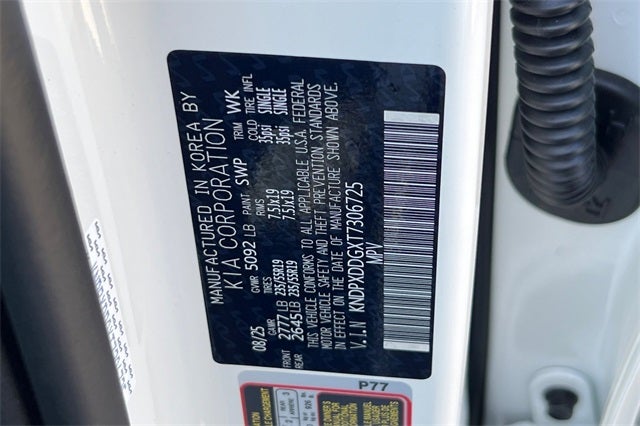 MANUFACTURED IN KOREA BY
KIA CORPORATION
08/25 GVWR 5092 LB PAINT SWP TRIM WK
GAWR TIRES RIMS COLD TIRE INFL
FRONT 2777 LB 235/55R19 7.5Jx19 35psi SINGLE
REAR 2645 LB 235/55R19 7.5Jx19 35psi SINGLE
THIS VEHICLE CONFORMS TO ALL APPLICABLE U.S.A. FEDERAL
MOTOR VEHICLE SAFETY AND THEFT PREVENTION STANDARDS
IN EFFECT ON THE DATE OF MANUFACTURE SHOWN ABOVE.
V.I.N KNDPXDDGXT7306725
MPV
P77